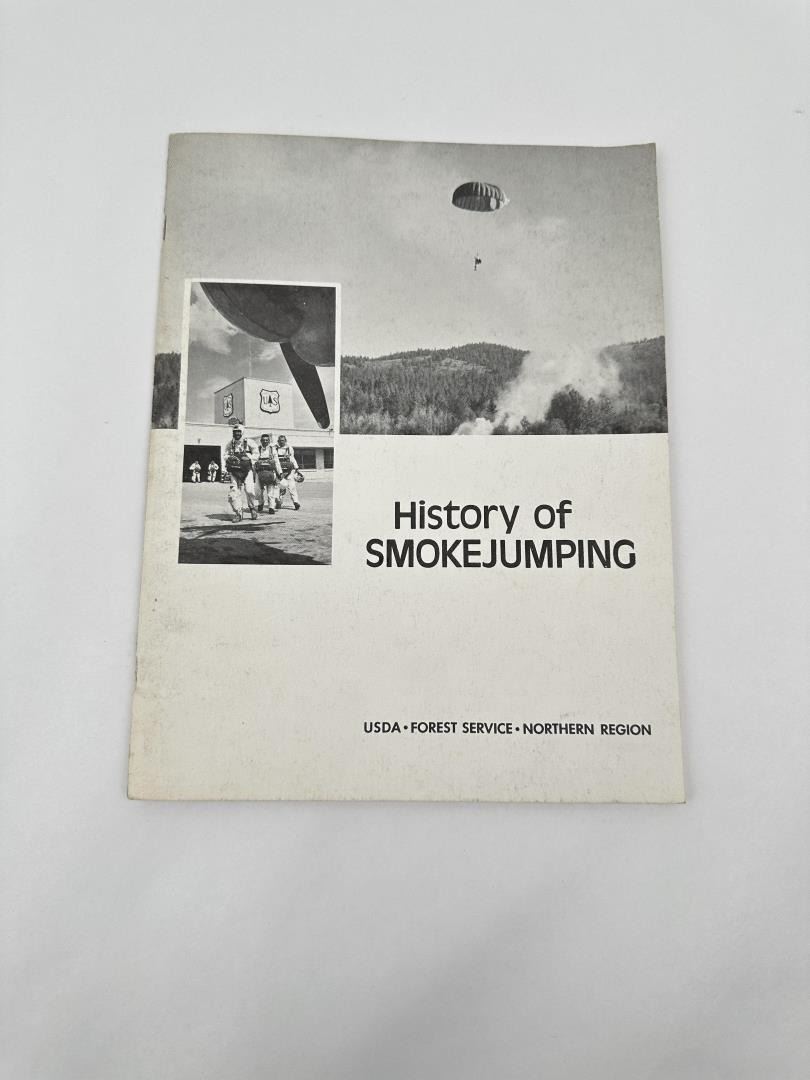 U S
U S
History of
SMOKEJUMPING
USDA • FOREST SERVICE • NORTHERN REGION